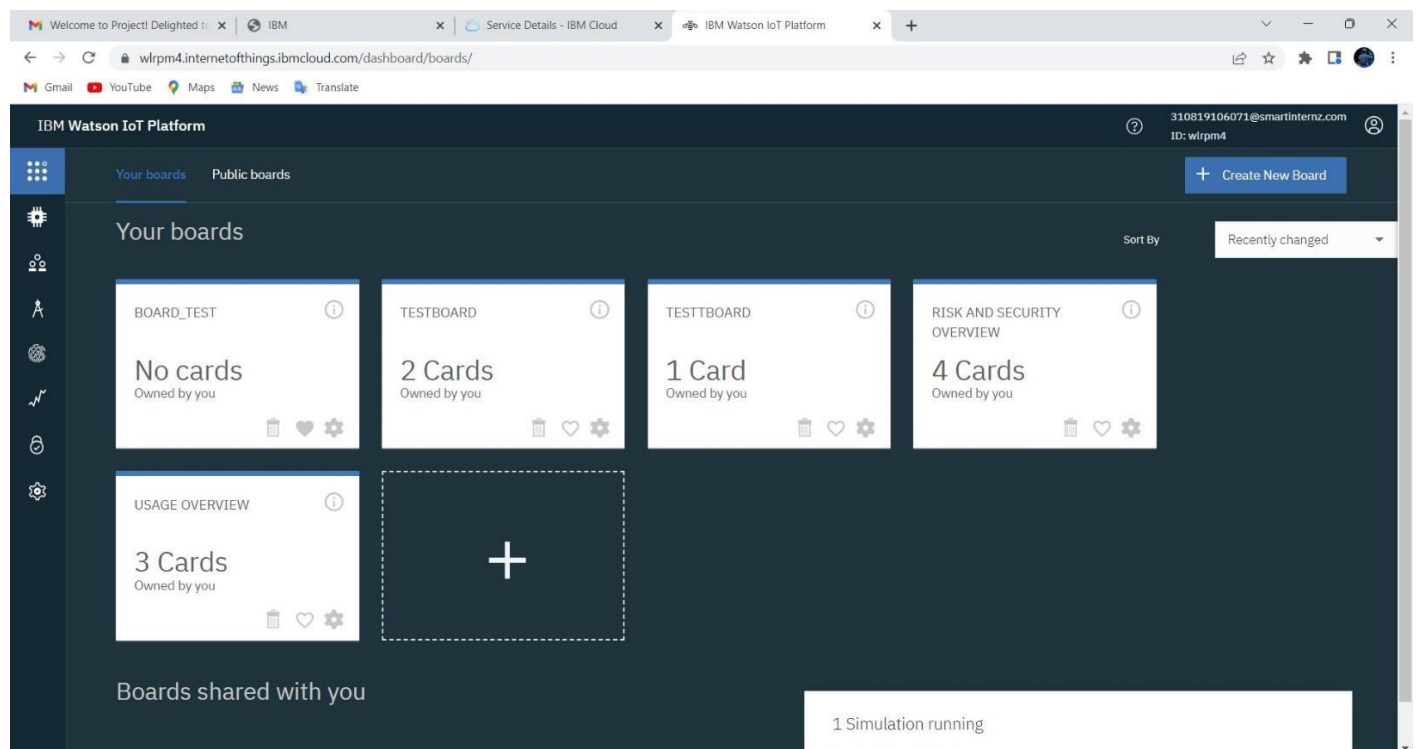 Welcome to Project! Delighted to
IBM
Service Details - IBM Cloud
IBM Watson IoT Platform
wlrpm4.internetofthings.ibmcloud.com/dashboard/boards/
Gmail YouTube Maps News Translate
IBM Watson IoT Platform
310819106071@smartinternz.com
ID: wlrpm4
Your boards Public boards
+ Create New Board
Your boards
Sort By Recently changed
BOARD_TEST
No cards
Owned by you
TESTBOARD
2 Cards
Owned by you
TESTTBOARD
1 Card
Owned by you
RISK AND SECURITY
OVERVIEW
4 Cards
Owned by you
USAGE OVERVIEW
3 Cards
Owned by you
Boards shared with you
1 Simulation running